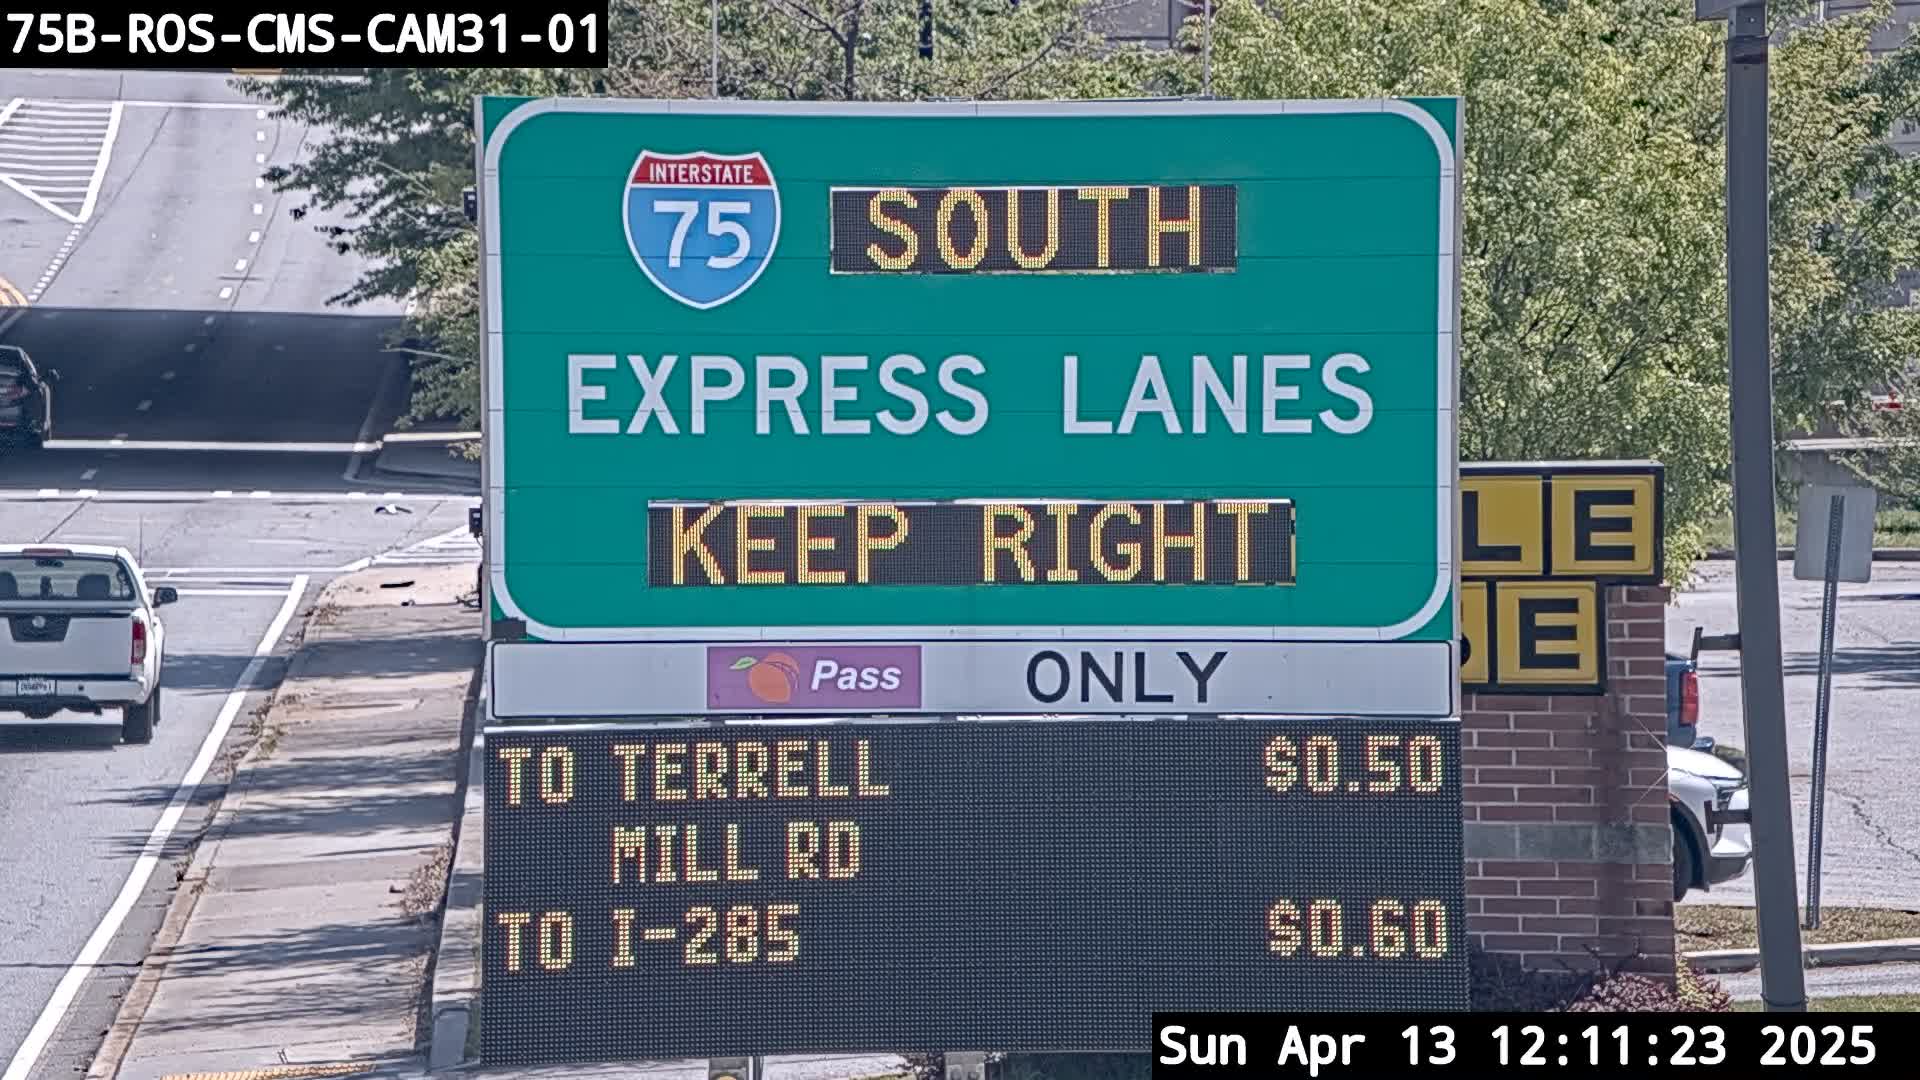 75B-ROS-CMS-CAM31-01
INTERSTATE
75
SOUTH
EXPRESS LANES
KEEP RIGHT
Pass ONLY
TO TERRELL $0.50
MILL RD
TO I-285 $0.60
LE
E
Sun Apr 13 12:11:23 2025